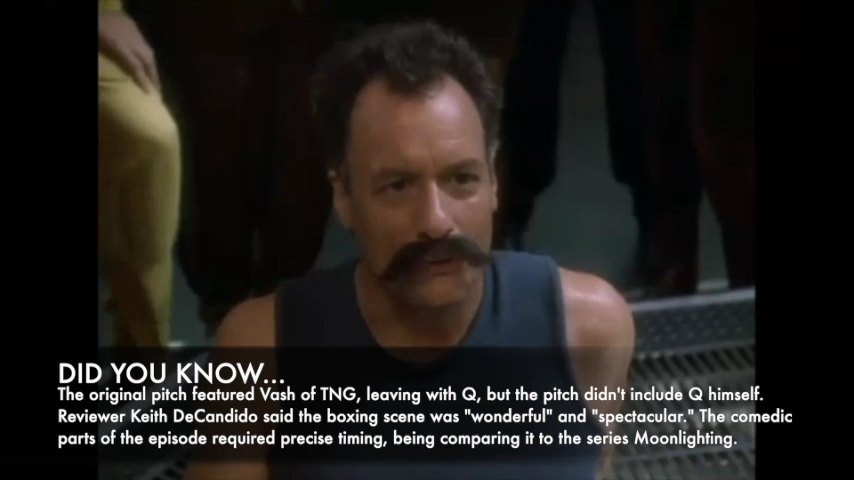 DID YOU KNOW...
The original pitch featured Vash of TNG, leaving with Q, but the pitch didn't include Q himself.
Reviewer Keith DeCandido said the boxing scene was "wonderful" and "spectacular." The comedic
parts of the episode required precise timing, being comparing it to the series Moonlighting.